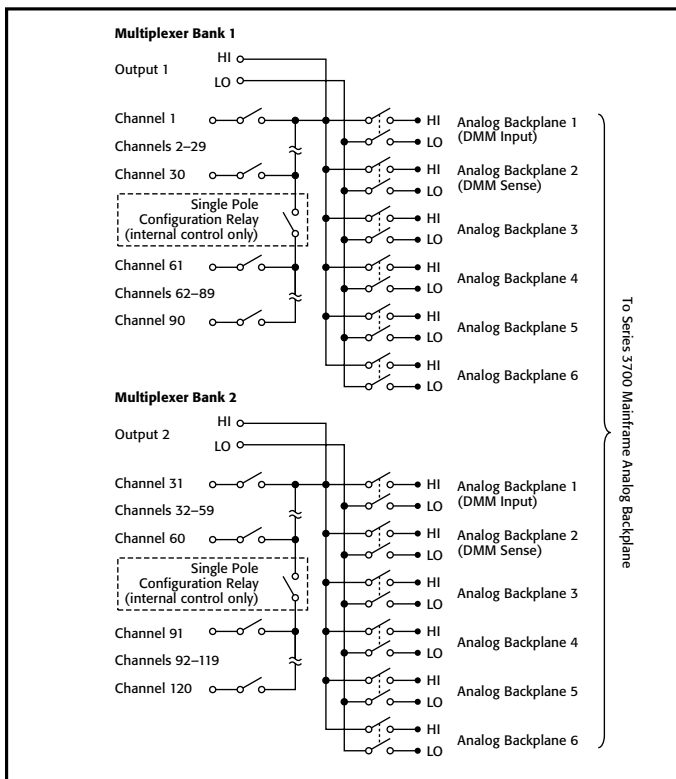 Multiplexer Bank 1
HI
Output 1
LO
Channel 1
Channels 2–29
Channel 30
Single Pole
Configuration Relay
(internal control only)
Channel 61
Channels 62–89
Channel 90
HI
LO
Analog Backplane 1
(DMM Input)
HI
LO
Analog Backplane 2
(DMM Sense)
HI
LO
Analog Backplane 3
HI
LO
Analog Backplane 4
HI
LO
Analog Backplane 5
HI
LO
Analog Backplane 6
Multiplexer Bank 2
HI
Output 2
LO
Channel 31
Channels 32–59
Channel 60
Single Pole
Configuration Relay
(internal control only)
Channel 91
Channels 92–119
Channel 120
HI
LO
Analog Backplane 1
(DMM Input)
HI
LO
Analog Backplane 2
(DMM Sense)
HI
LO
Analog Backplane 3
HI
LO
Analog Backplane 4
HI
LO
Analog Backplane 5
HI
LO
Analog Backplane 6
To Series 3700 Mainframe Analog Backplane